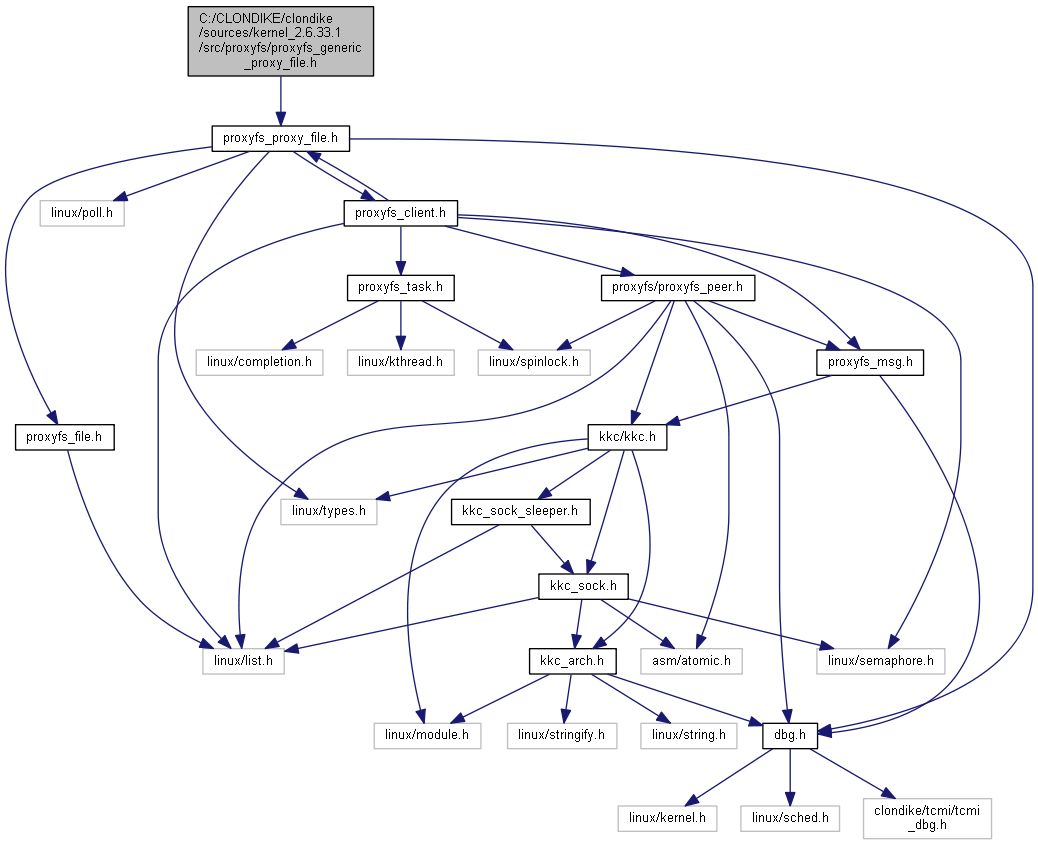 C:/CLONDIKE/clondike
/sources/kernel_2.6.33.1
/src/proxyfs/proxyfs_generic
_proxy_file.h
proxyfs_proxy_file.h
linux/poll.h
proxyfs_client.h
proxyfs_task.h
proxyfs/proxyfs_peer.h
linux/completion.h
linux/kthread.h
linux/spinlock.h
proxyfs_msg.h
proxyfs_file.h
kkc/kkc.h
linux/types.h
kkc_sock_sleeper.h
kkc_sock.h
linux/list.h
kkc_arch.h
asm/atomic.h
linux/semaphore.h
linux/module.h
linux/stringify.h
linux/string.h
dbg.h
linux/kernel.h
linux/sched.h
clondike/tcmi/tcmi
_dbg.h